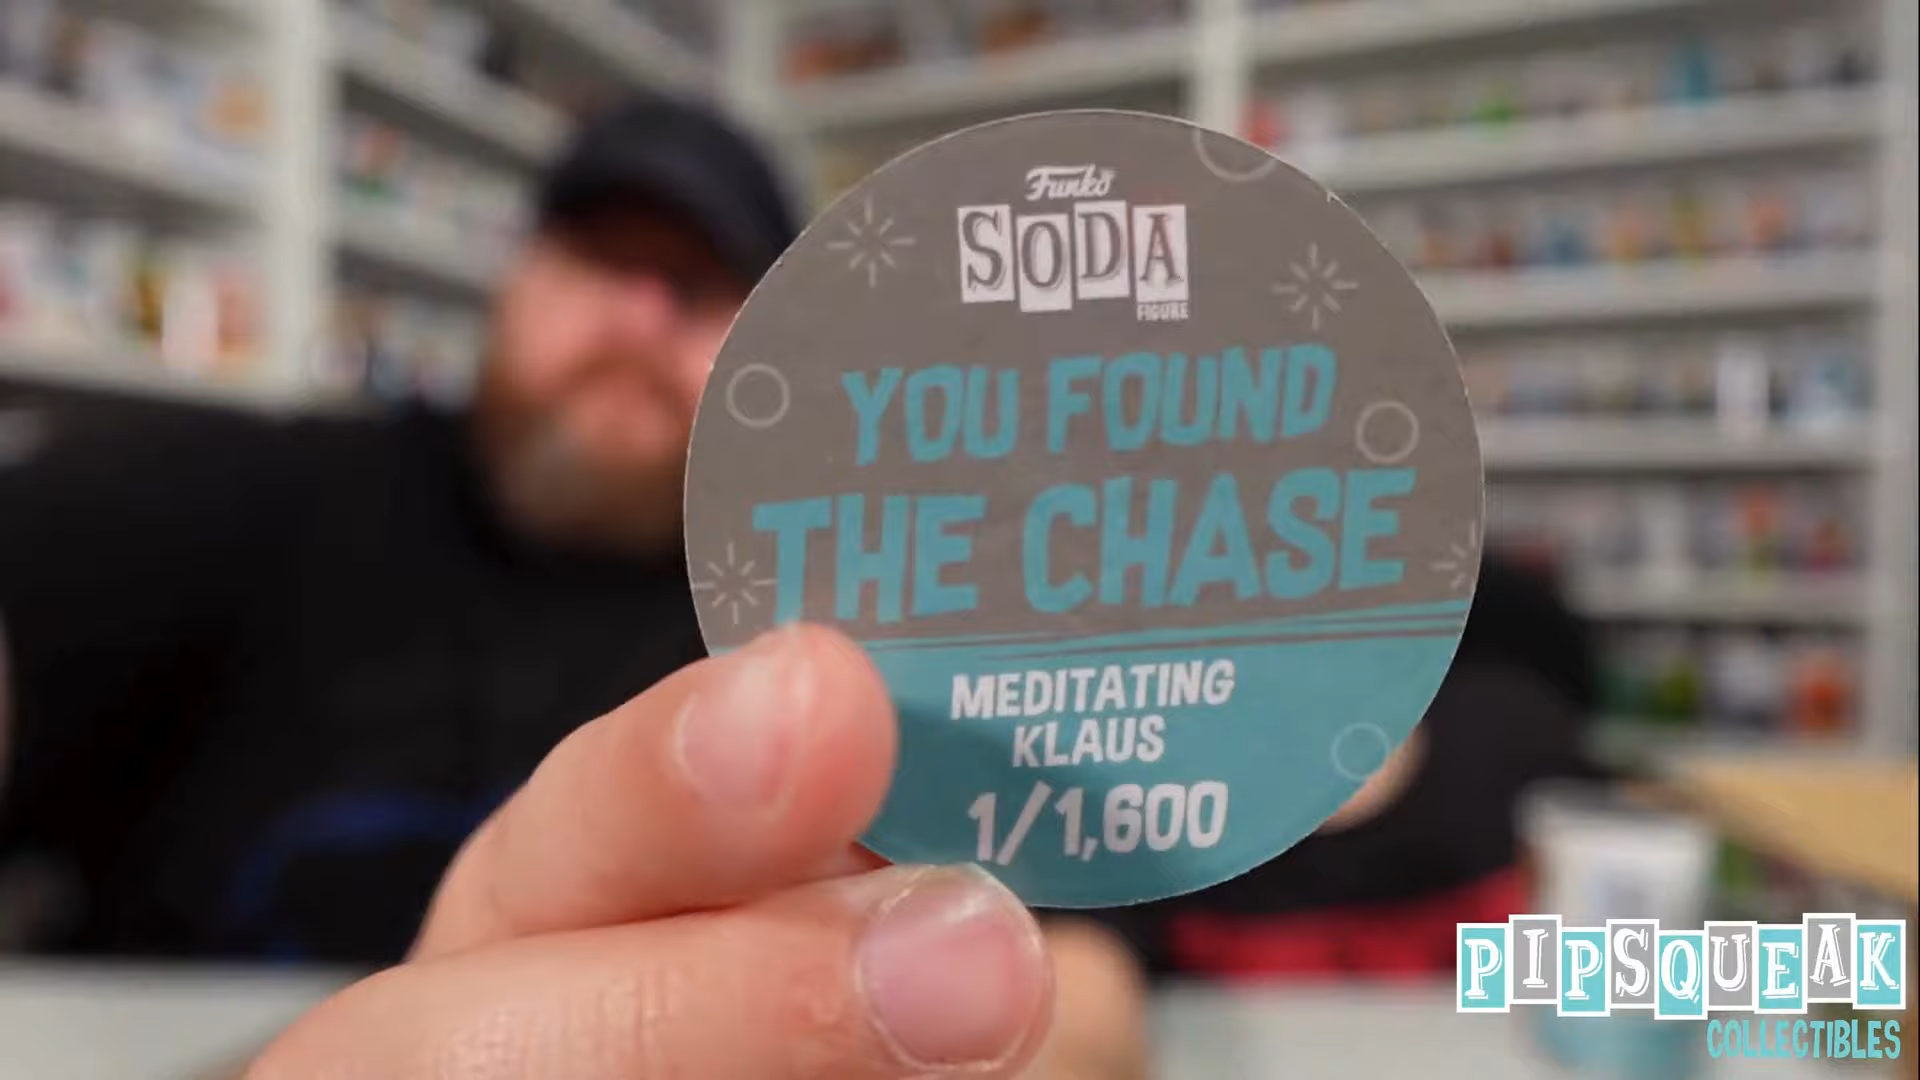 Funko
SODA
FIGURE
YOU FOUND
THE CHASE
MEDITATING
KLAUS
1/1,600
PIPSQUEAK
COLLECTIBLES